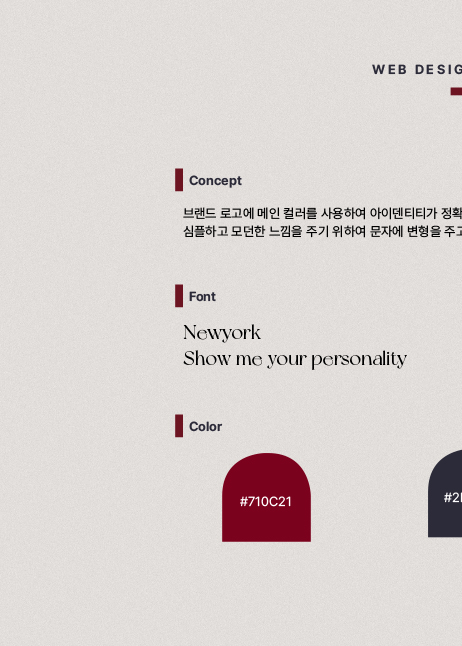 WEB DESIG
Concept
브랜드 로고에 메인 컬러를 사용하여 아이덴티티가 정확
심플하고 모던한 느낌을 주기 위하여 문자에 변형을 주고
Font
Newyork
Show me your personality
Color
#710C21
#2